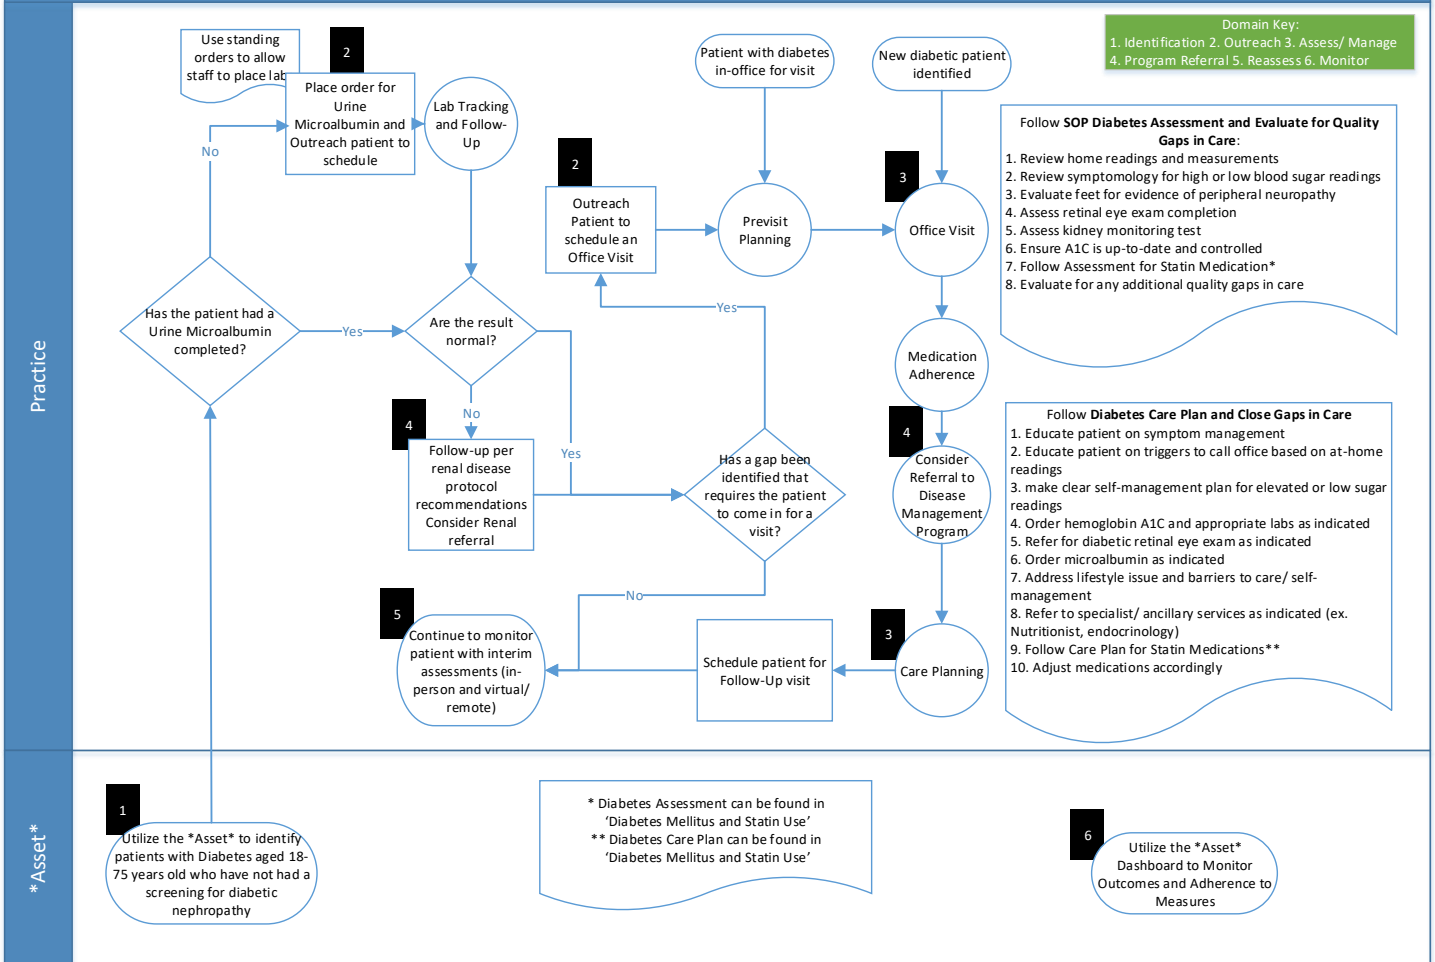 Domain Key:
1. Identification 2. Outreach 3. Assess/ Manage
4. Program Referral 5. Reassess 6. Monitor
Practice
Use standing
orders to allow
staff to place lab
2
Place order for
Urine
Microalbumin and
Outreach patient to
schedule
Lab Tracking
and Follow-
Up
No
Has the patient had a
Urine Microalbumin
completed?
Yes
Are the result
normal?
No
Yes
4
Follow-up per
renal disease
protocol
recommendations
Consider Renal
referral
2
Outreach
Patient to
schedule an
Office Visit
Yes
Has a gap been
identified that
requires the patient
to come in for a
visit?
No
Patient with diabetes
in-office for visit
Previsit
Planning
New diabetic patient
identified
3
Office Visit
Medication
Adherence
4
Consider
Referral to
Disease
Management
Program
3
Care Planning
Schedule patient for
Follow-Up visit
5
Continue to monitor
patient with interim
assessments (in-
person and virtual/
remote)
Follow SOP Diabetes Assessment and Evaluate for Quality
Gaps in Care:
1. Review home readings and measurements
2. Review symptomology for high or low blood sugar readings
3. Evaluate feet for evidence of peripheral neuropathy
4. Assess retinal eye exam completion
5. Assess kidney monitoring test
6. Ensure A1C is up-to-date and controlled
7. Follow Assessment for Statin Medication*
8. Evaluate for any additional quality gaps in care
Follow Diabetes Care Plan and Close Gaps in Care
1. Educate patient on symptom management
2. Educate patient on triggers to call office based on at-home
readings
3. make clear self-management plan for elevated or low sugar
readings
4. Order hemoglobin A1C and appropriate labs as indicated
5. Refer for diabetic retinal eye exam as indicated
6. Order microalbumin as indicated
7. Address lifestyle issue and barriers to care/ self-
management
8. Refer to specialist/ ancillary services as indicated (ex.
Nutritionist, endocrinology)
9. Follow Care Plan for Statin Medications**
10. Adjust medications accordingly
*Asset*
1
Utilize the *Asset* to identify
patients with Diabetes aged 18-
75 years old who have not had a
screening for diabetic
nephropathy
* Diabetes Assessment can be found in
‘Diabetes Mellitus and Statin Use’
** Diabetes Care Plan can be found in
‘Diabetes Mellitus and Statin Use’
6
Utilize the *Asset*
Dashboard to Monitor
Outcomes and Adherence to
Measures